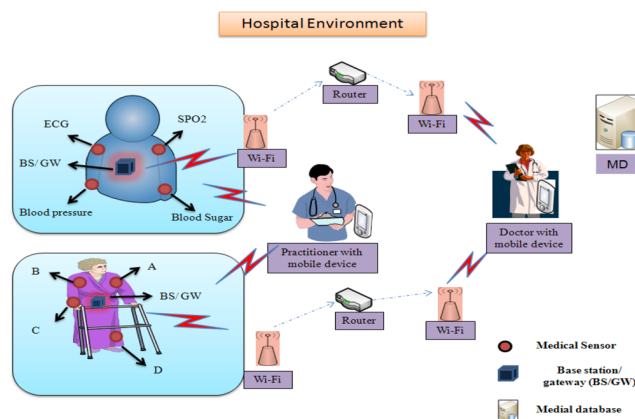 Hospital Environment
Router
ECG
SPO2
Wi-Fi
Wi-Fi
BS/GW
MD
Blood pressure
Blood Sugar
Practitioner with
mobile device
Doctor with
mobile device
B
A
BS/GW
C
D
Router
Wi-Fi
Wi-Fi
Medical Sensor
Base station/
gateway (BS/GW)
Medial database